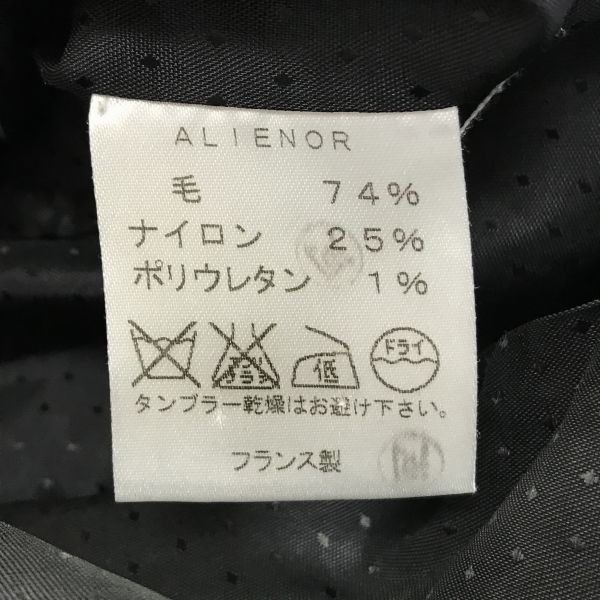 ALIENOR
毛 74%
ナイロン 25%
ポリウレタン 1%
低 ドライ
タンブラー乾燥はお避け下さい。
フランス製